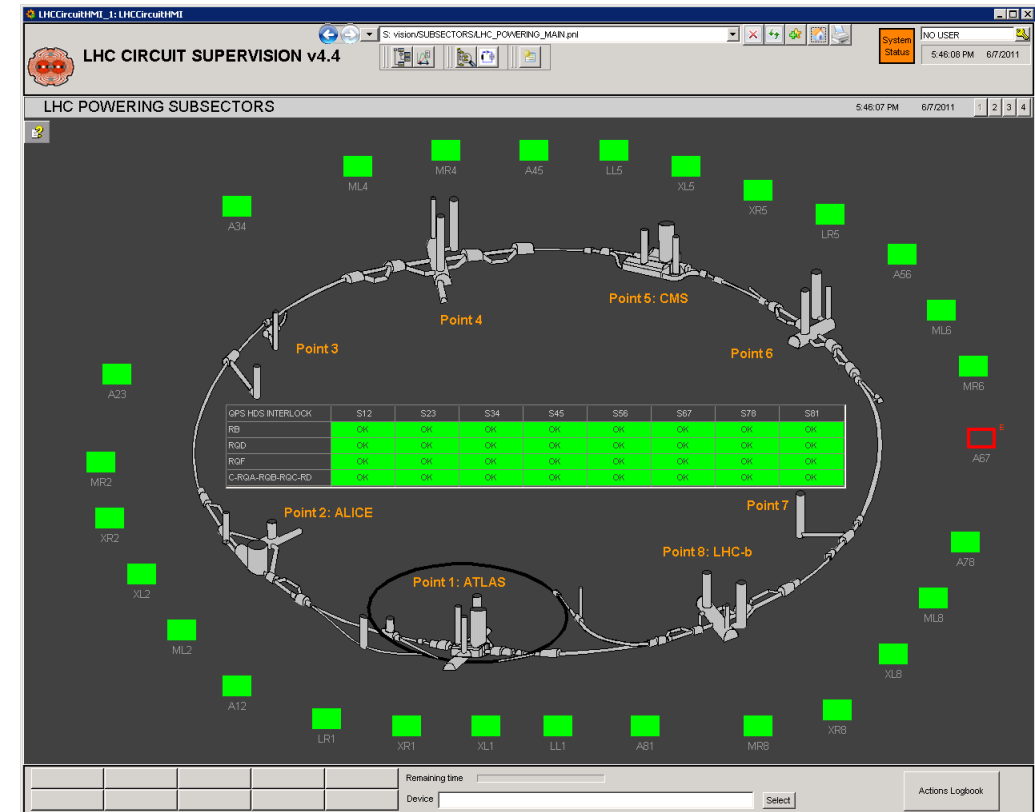 LHCCircuitHMI_1: LHCCircuitHMI
S: vision/SUBSECTORS/LHC_POWERING_MAIN.pnl
LHC CIRCUIT SUPERVISION v4.4
System Status
NO USER
5:46:08 PM 6/7/2011
LHC POWERING SUBSECTORS
5:46:07 PM 6/7/2011
1 2 3 4
MR4
A45
LL5
ML4
XL5
XR5
A34
LR5
A56
Point 5: CMS
Point 4
ML6
Point 3
Point 6
MR6
A23
QPS HDS INTERLOCK S12 S23 S34 S45 S56 S67 S78 S81
RB OK OK OK OK OK OK OK OK
RQD OK OK OK OK OK OK OK OK
RQF OK OK OK OK OK OK OK OK
C-RQA-RQB-RQC-RD OK OK OK OK OK OK OK OK
E
A67
MR2
Point 2: ALICE
Point 7
XR2
Point 8: LHC-b
A78
Point 1: ATLAS
XL2
ML8
ML2
XL8
A12
LR1
XR1
XL1
LL1
A81
MR8
XR8
Remaining time
Device
Select
Actions Logbook